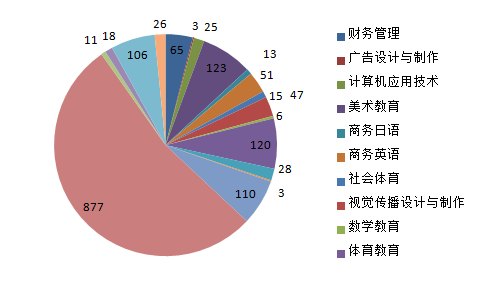 26
3
25
18
11
106
65
123
13
51
15
47
6
120
28
3
110
877
财务管理
广告设计与制作
计算机应用技术
美术教育
商务日语
商务英语
社会体育
视觉传播设计与制作
数学教育
体育教育